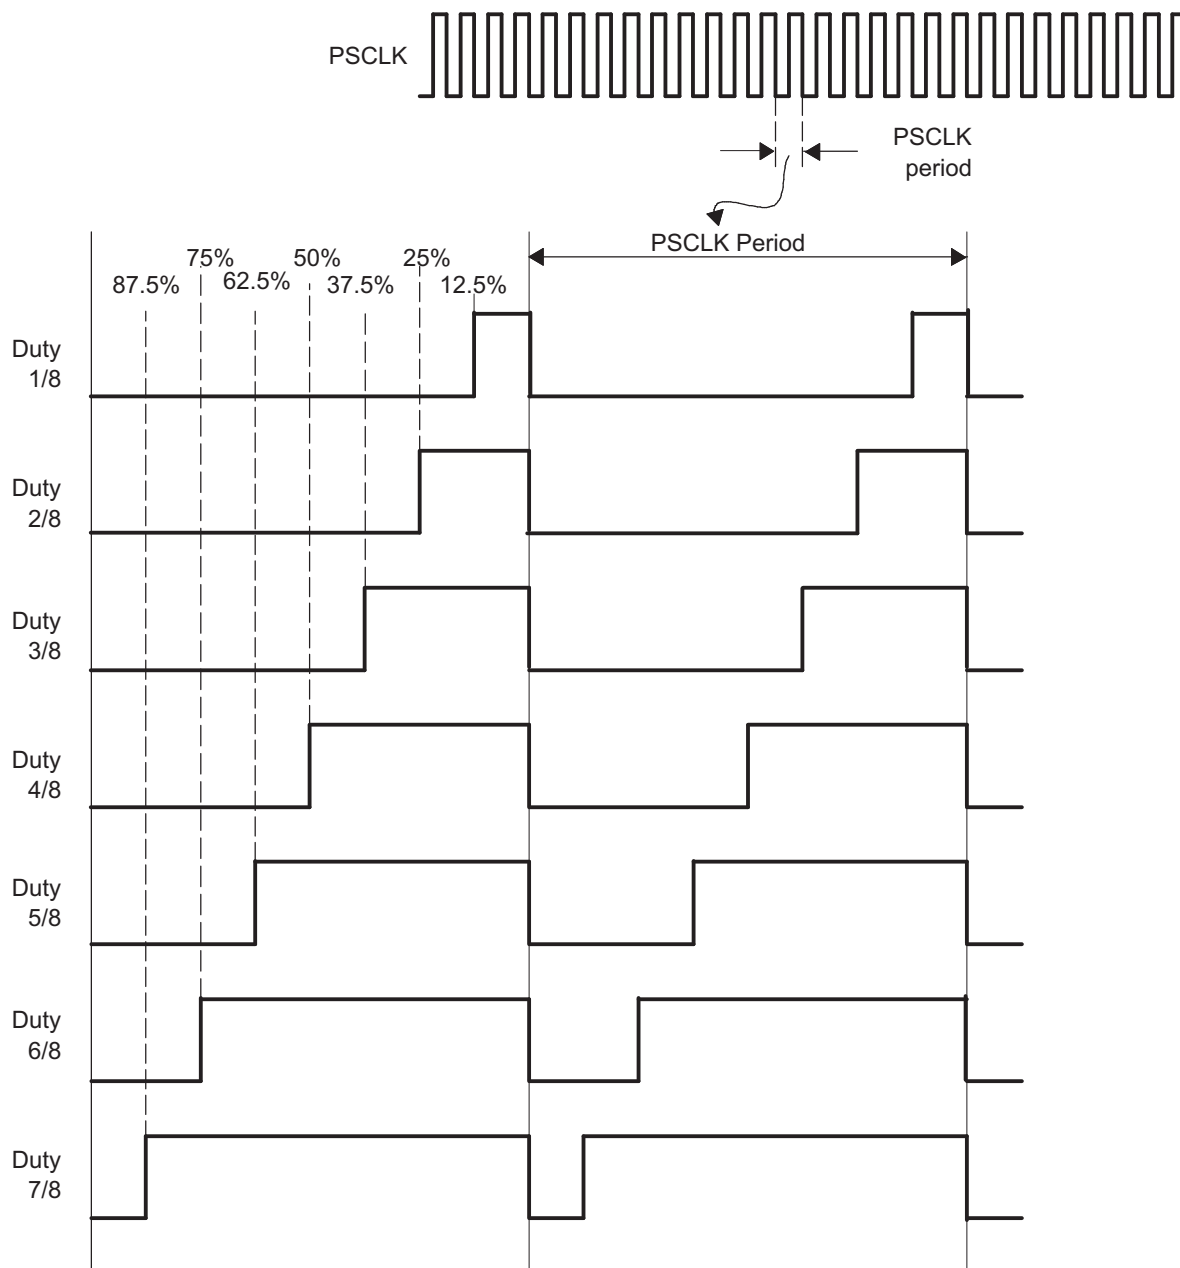 PSCLK
PSCLK
period
PSCLK Period
75%
50%
25%
87.5%
62.5%
37.5%
12.5%
Duty
1/8
Duty
2/8
Duty
3/8
Duty
4/8
Duty
5/8
Duty
6/8
Duty
7/8